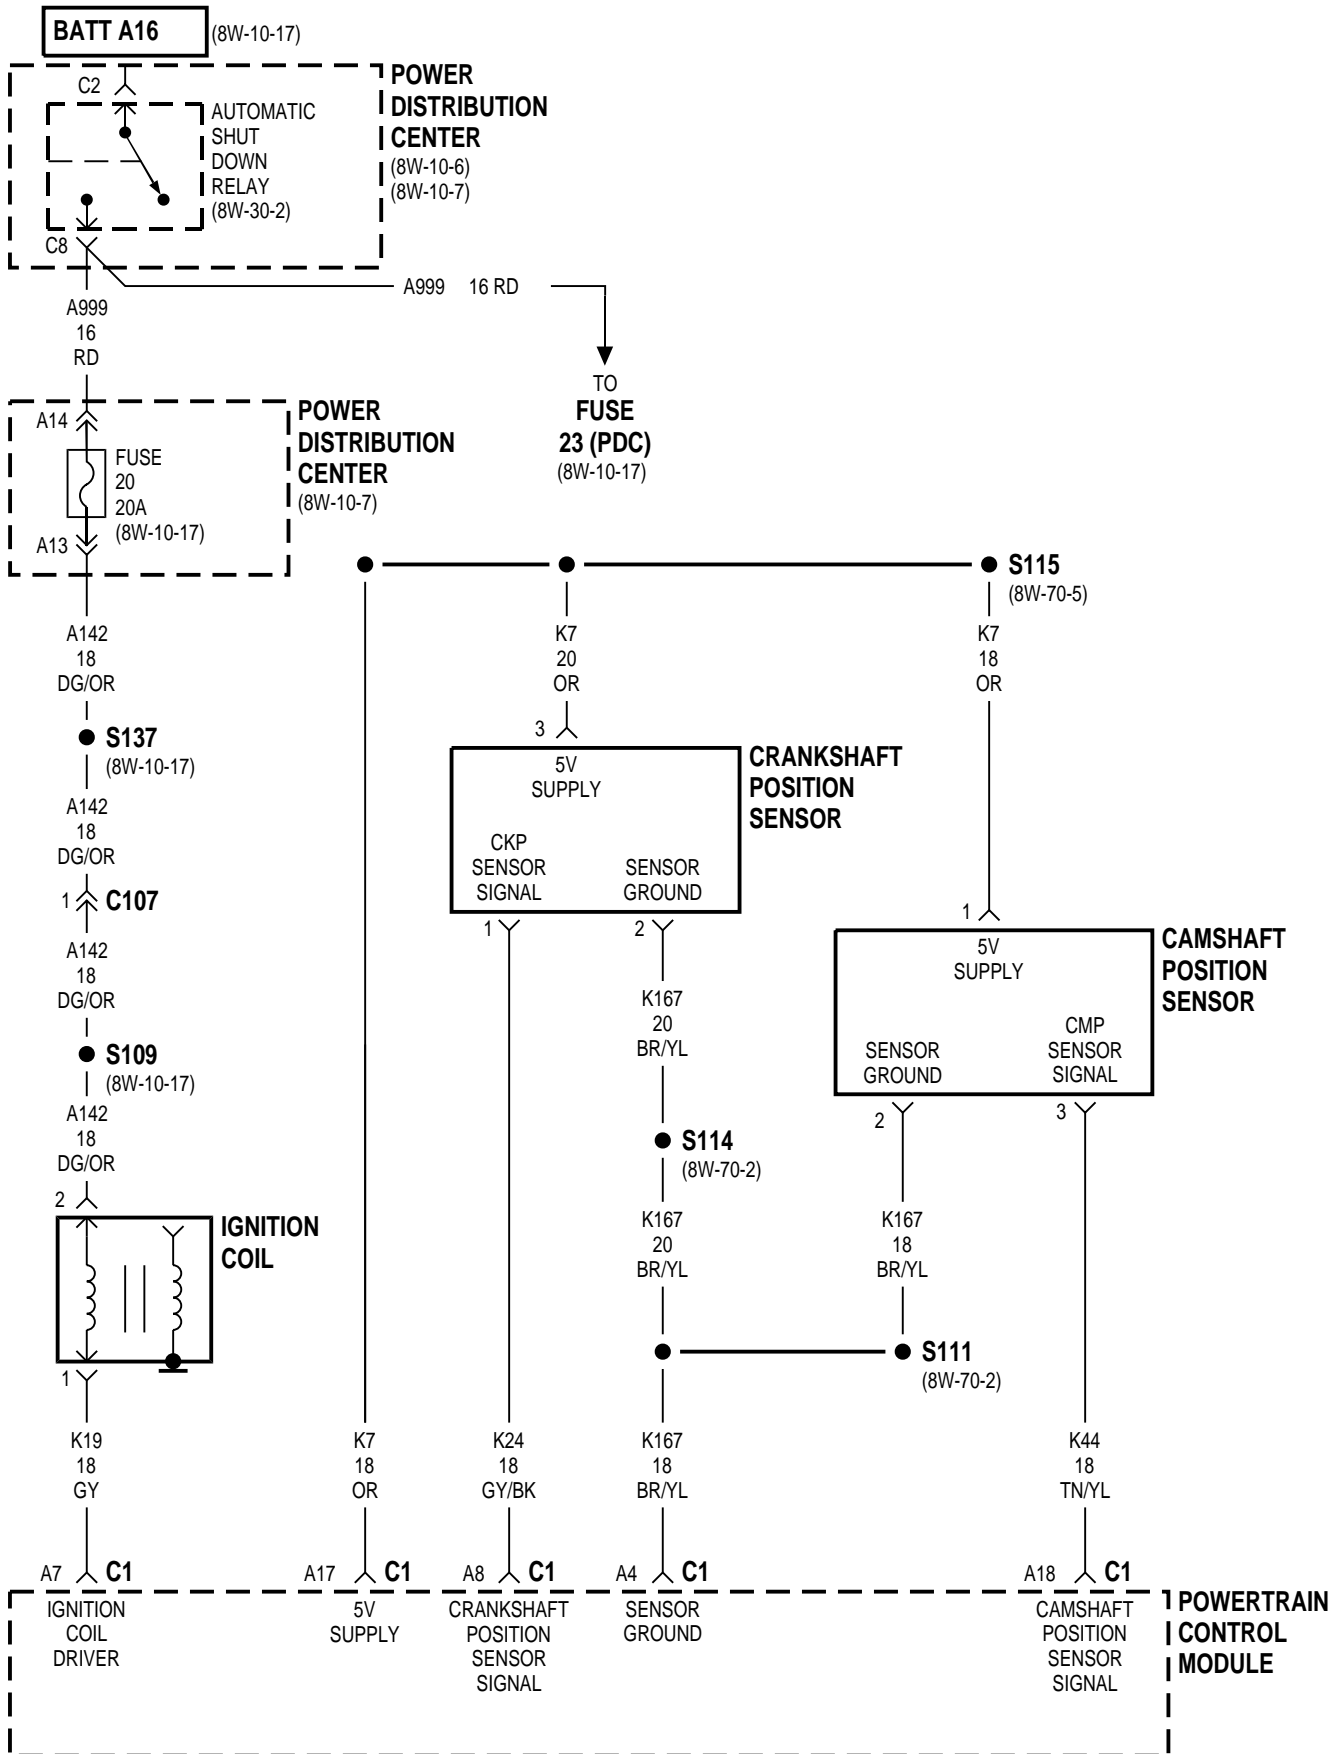 BATT A16
(8W-10-17)
C2
POWER
DISTRIBUTION
CENTER
(8W-10-6)
(8W-10-7)
AUTOMATIC
SHUT
DOWN
RELAY
(8W-30-2)
C8
A999
16
RD
A999 16 RD
TO
FUSE
23 (PDC)
(8W-10-17)
A14
POWER
DISTRIBUTION
CENTER
(8W-10-7)
FUSE
20
20A
(8W-10-17)
A13
S115
(8W-70-5)
A142
18
DG/OR
K7
20
OR
K7
18
OR
S137
(8W-10-17)
A142
18
DG/OR
3
5V
SUPPLY
CKP
SENSOR
SIGNAL
SENSOR
GROUND
CRANKSHAFT
POSITION
SENSOR
1
C107
1
2
A142
18
DG/OR
1
5V
SUPPLY
SENSOR
GROUND
CMP
SENSOR
SIGNAL
CAMSHAFT
POSITION
SENSOR
K167
20
BR/YL
S109
(8W-10-17)
A142
18
DG/OR
2
3
S114
(8W-70-2)
2
IGNITION
COIL
K167
20
BR/YL
K167
18
BR/YL
1
S111
(8W-70-2)
K19
18
GY
K7
18
OR
K24
18
GY/BK
K167
18
BR/YL
K44
18
TN/YL
A7 C1
A17 C1
A8 C1
A4 C1
A18 C1
IGNITION
COIL
DRIVER
5V
SUPPLY
CRANKSHAFT
POSITION
SENSOR
SIGNAL
SENSOR
GROUND
CAMSHAFT
POSITION
SENSOR
SIGNAL
POWERTRAIN
CONTROL
MODULE